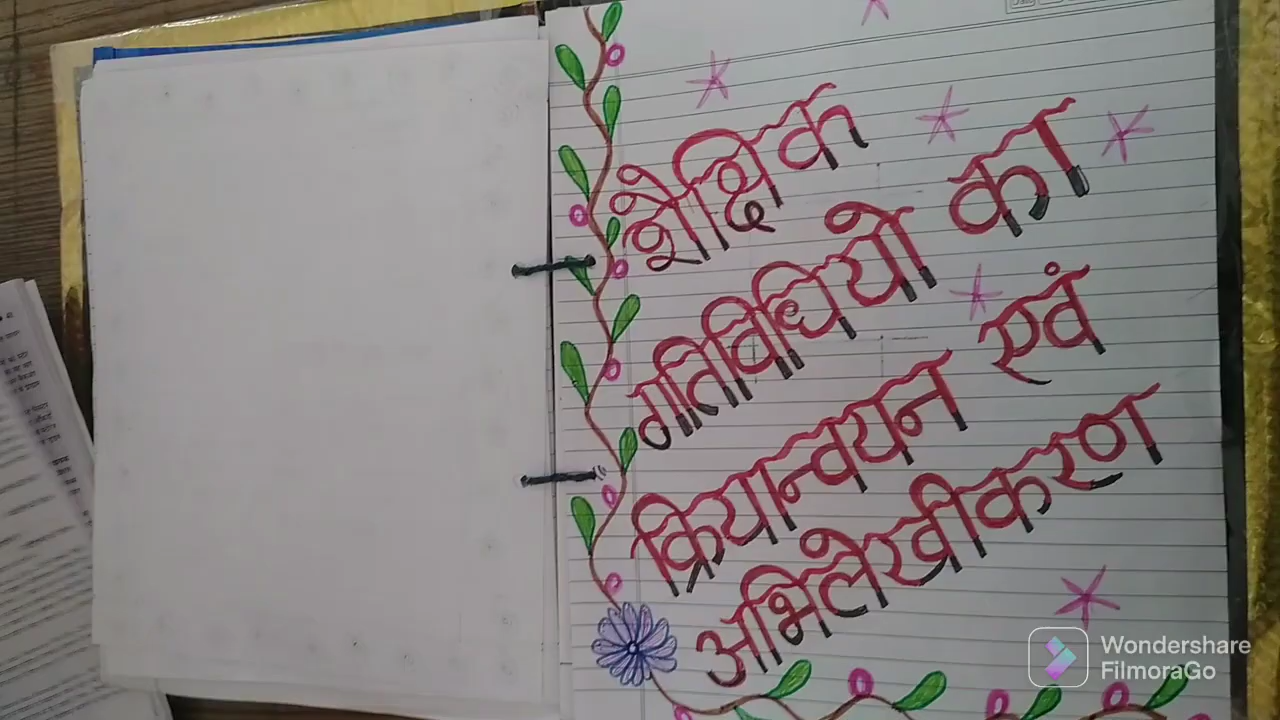 शैक्षिक
गतिविधियो का
क्रियान्वयन एवं
अभिलेखीकरण
Wondershare
FilmoraGo